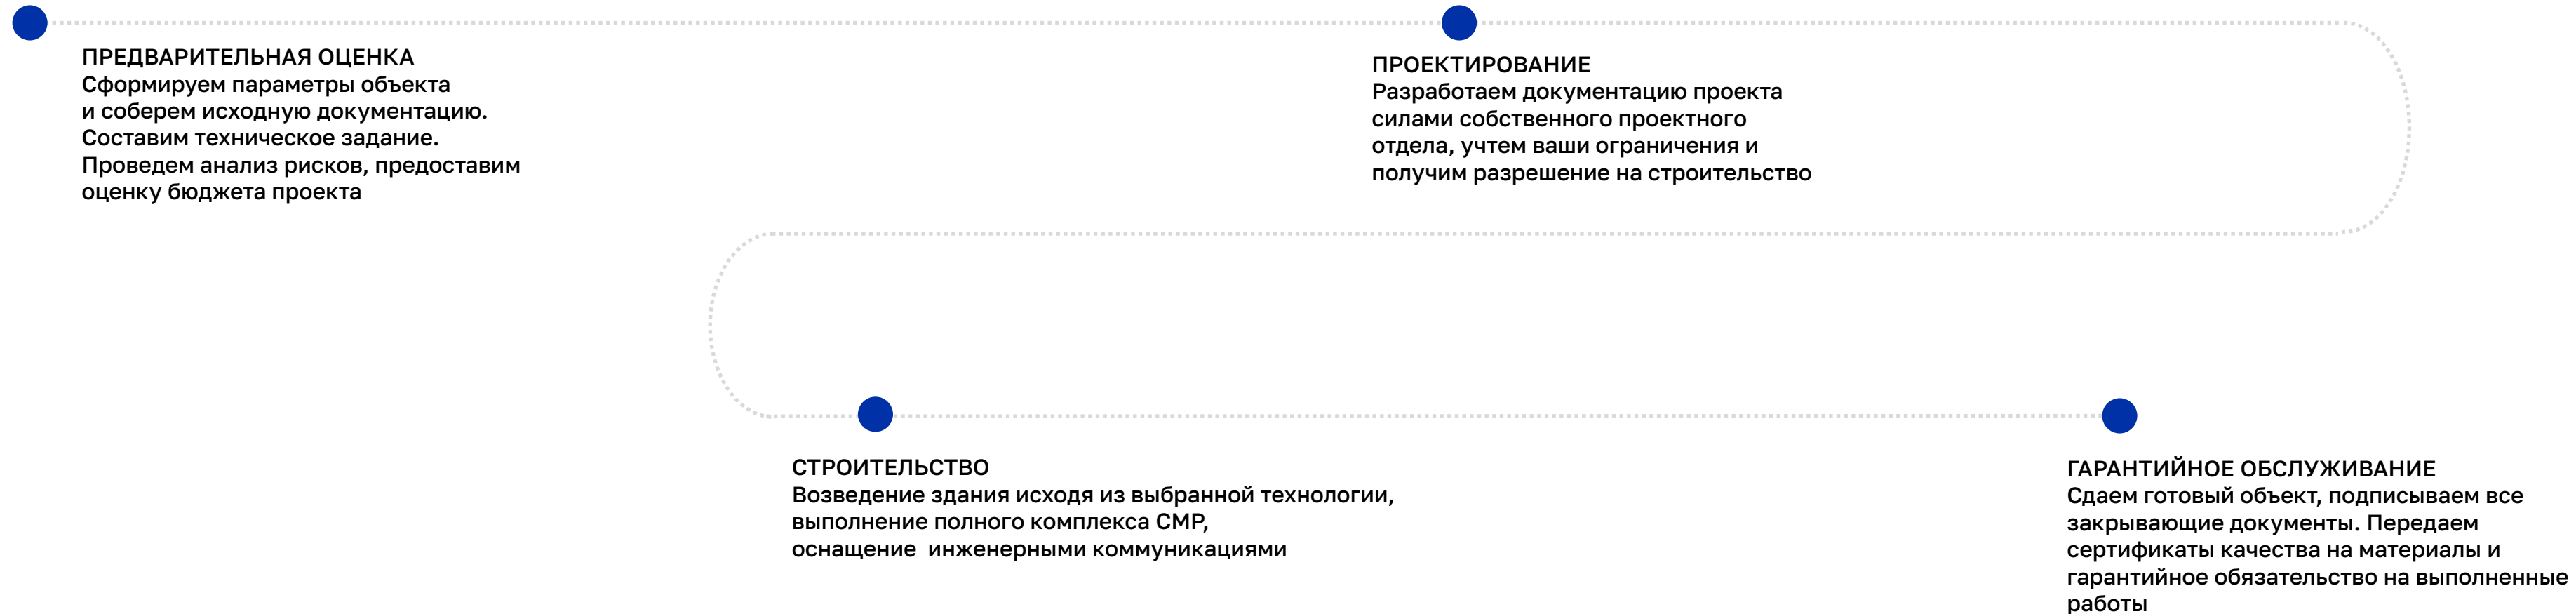 ПРЕДВАРИТЕЛЬНАЯ ОЦЕНКА
Сформируем параметры объекта
и соберем исходную документацию.
Составим техническое задание.
Проведем анализ рисков, предоставим
оценку бюджета проекта
ПРОЕКТИРОВАНИЕ
Разработаем документацию проекта
силами собственного проектного
отдела, учтем ваши ограничения и
получим разрешение на строительство
СТРОИТЕЛЬСТВО
Возведение здания исходя из выбранной технологии,
выполнение полного комплекса СМР,
оснащение  инженерными коммуникациями
ГАРАНТИЙНОЕ ОБСЛУЖИВАНИЕ
Сдаем готовый объект, подписываем все
закрывающие документы. Передаем
сертификаты качества на материалы и
гарантийное обязательство на выполненные
работы